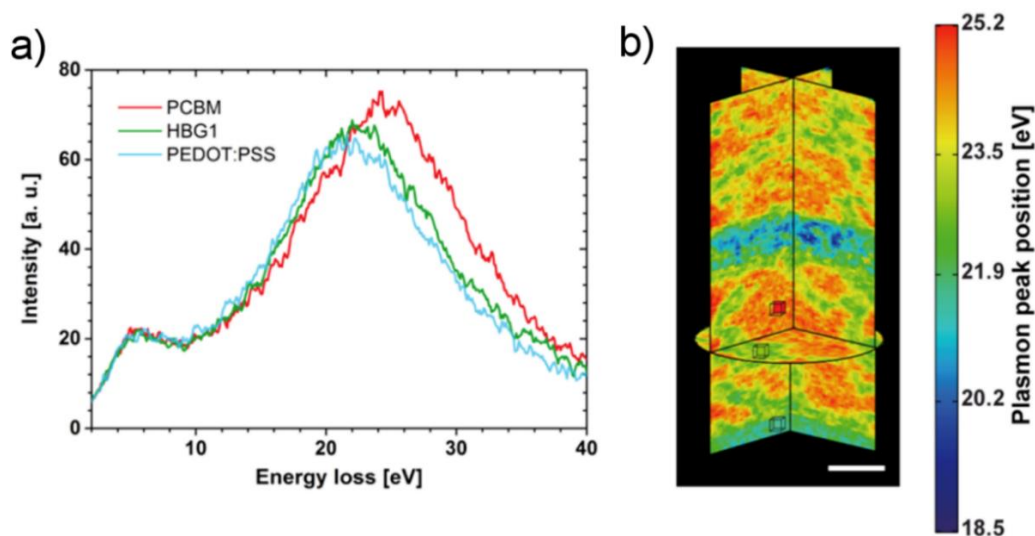 a)
80
60
40
20
0
Intensity [a. u.]
PCBM
HBG1
PEDOT:PSS
10 20 30 40
Energy loss [eV]
b)
25.2
23.5
21.9
20.2
18.5
Plasmon peak position [eV]